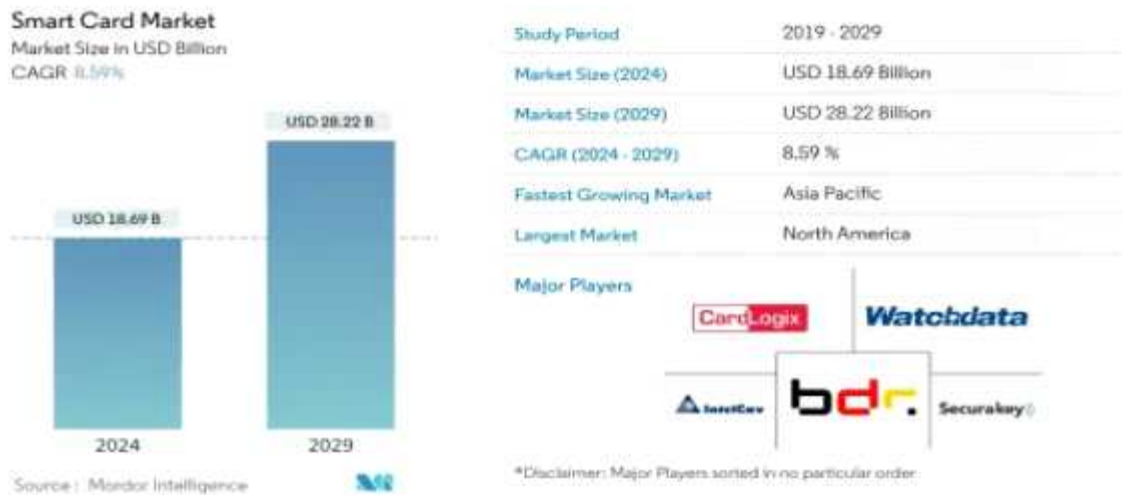 Smart Card Market
Market Size in USD Billion
CAGR 8.59%
USD 28.22 B
USD 18.69 B
2024
2029
Source : Mordor Intelligence
Study Period 2019 - 2029
Market Size (2024) USD 18.69 Billion
Market Size (2029) USD 28.22 Billion
CAGR (2024 - 2029) 8.59 %
Fastest Growing Market Asia Pacific
Largest Market North America
Major Players
CardLogix
Watchdata
bdr.
Securakey
*Disclaimer: Major Players sorted in no particular order